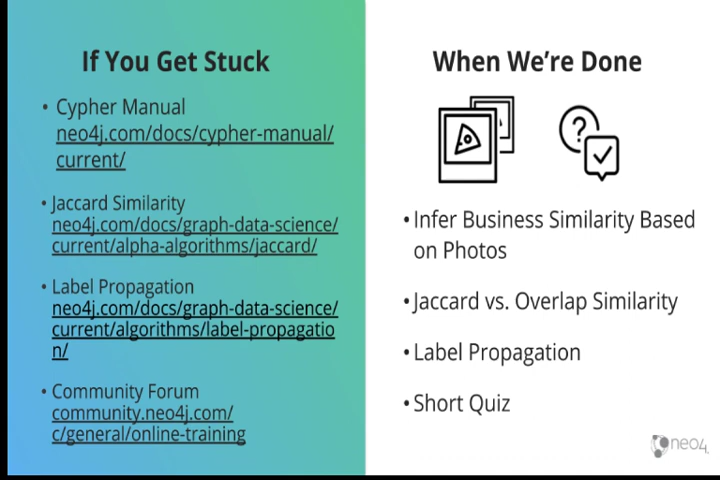 If You Get Stuck
• Cypher Manual
neo4j.com/docs/cypher-manual/
current/
• Jaccard Similarity
neo4j.com/docs/graph-data-science/
current/alpha-algorithms/jaccard/
• Label Propagation
neo4j.com/docs/graph-data-science/
current/algorithms/label-propagatio
n/
• Community Forum
community.neo4j.com/
c/general/online-training
When We’re Done
?
• Infer Business Similarity Based
on Photos
• Jaccard vs. Overlap Similarity
• Label Propagation
• Short Quiz
neo4j